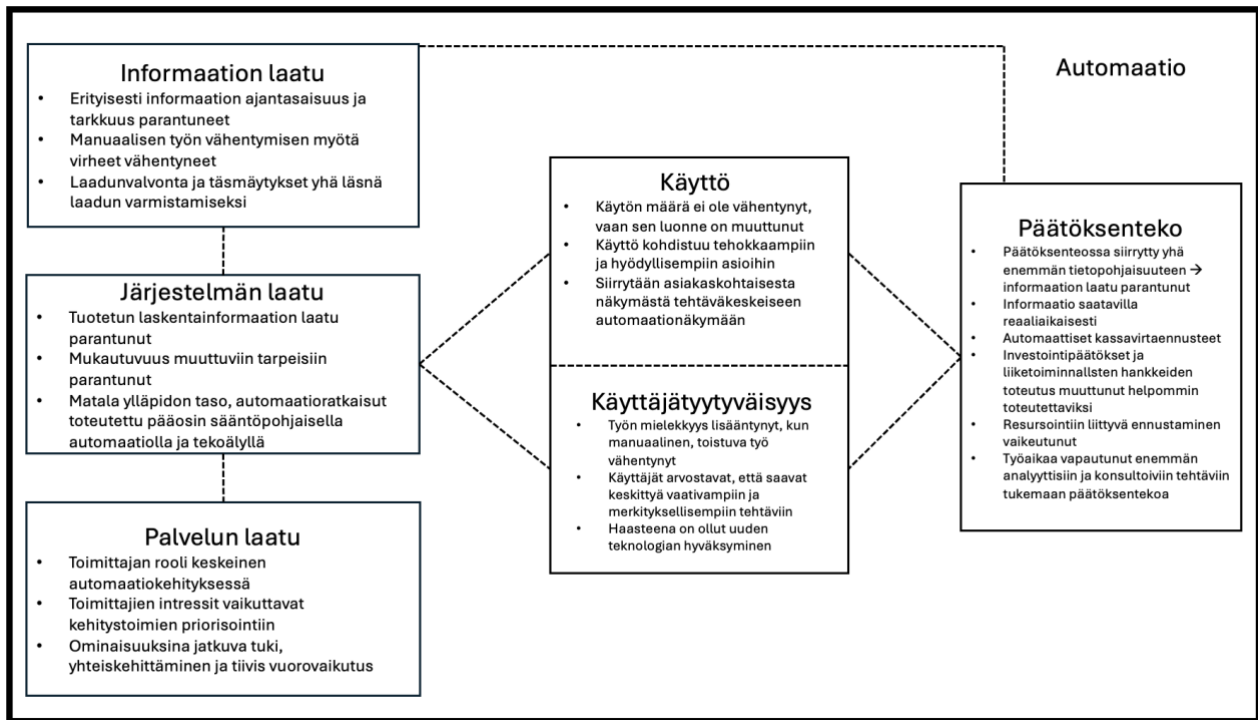 Informaation laatu
• Erityisesti informaation ajantasaisuus ja
tarkkuus parantuneet
• Manuaalisen työn vähentymisen myötä
virheet vähentyneet
• Laadunvalvonta ja täsmäytykset yhä läsnä
laadun varmistamiseksi
Järjestelmän laatu
• Tuotetun laskentainformaation laatu
parantunut
• Mukautuvuus muuttuviin tarpeisiin
parantunut
• Matala ylläpidon taso, automaatioratkaisut
toteutettu pääosin sääntöpohjaisella
automaatiolla ja tekoälyllä
Palvelun laatu
• Toimittajan rooli keskeinen
automaatiokehityksessä
• Toimittajien intressit vaikuttavat
kehitystoimien priorisointiin
• Ominaisuuksina jatkuva tuki,
yhteiskehittäminen ja tiivis vuorovaikutus
Käyttö
• Käytön määrä ei ole vähentynyt,
vaan sen luonne on muuttunut
• Käyttö kohdistuu tehokkaampiin
ja hyödyllisempiin asioihin
• Siirrytään asiakaskohtaisesta
näkymästä tehtäväkeskeiseen
automaationäkymään
Käyttäjätyytyväisyys
• Työn mielekkyys lisääntynyt, kun
manuaalinen, toistuva työ
vähentynyt
• Käyttäjät arvostavat, että saavat
keskittyä vaativampiin ja
merkityksellisempiin tehtäviin
• Haasteena on ollut uuden
teknologian hyväksyminen
Automaatio
Päätöksenteko
• Päätöksenteossa siirrytty yhä
enemmän tietopohjaisuuteen →
informaation laatu parantunut
• Informaatio saatavilla
reaaliaikaisesti
• Automaattiset kassavirtaennusteet
• Investointipäätökset ja
liiketoiminnallsten hankkeiden
toteutus muuttunut helpommin
toteutettaviksi
• Resursointiin liittyvä ennustaminen
vaikeutunut
• Työaikaa vapautunut enemmän
analyyttisiin ja konsultoiviin tehtäviin
tukemaan päätöksentekoa